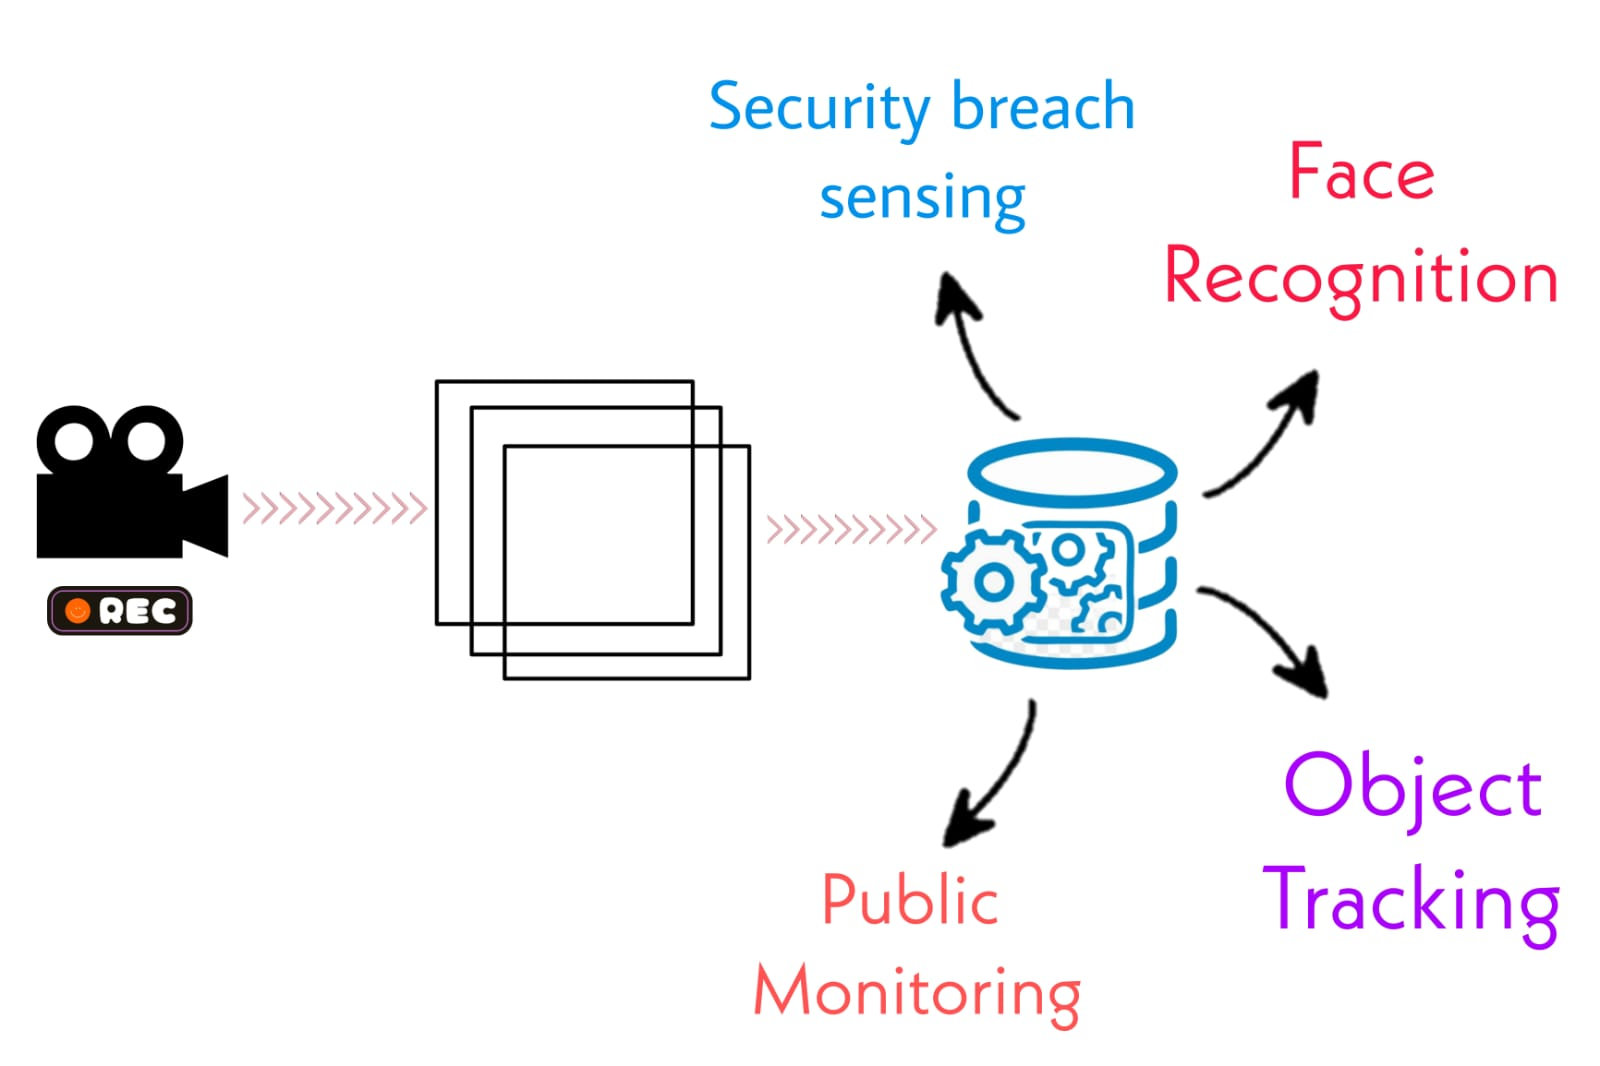 Security breach
sensing
Face
Recognition
REC
Object
Tracking
Public
Monitoring